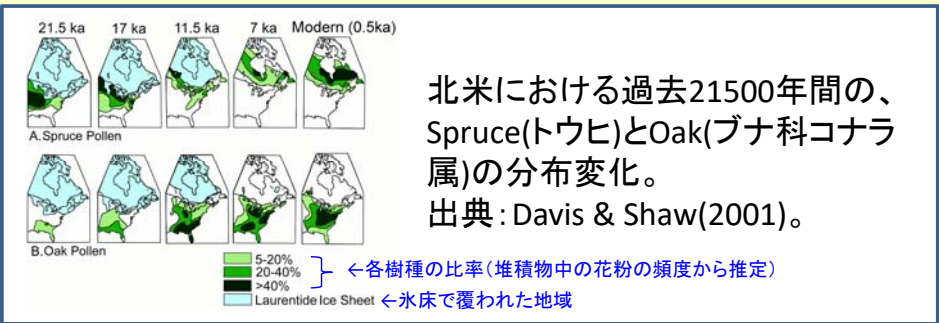 21.5 ka 17 ka 11.5 ka 7 ka Modern (0.5ka)
A.Spruce Pollen
B.Oak Pollen
5-20%
20-40%
>40%
Laurentide Ice Sheet
←各樹種の比率(堆積物中の花粉の頻度から推定)
←氷床で覆われた地域
北米における過去21500年間の、
Spruce(トウヒ)とOak(ブナ科コナラ
属)の分布変化。
出典:Davis & Shaw(2001)。